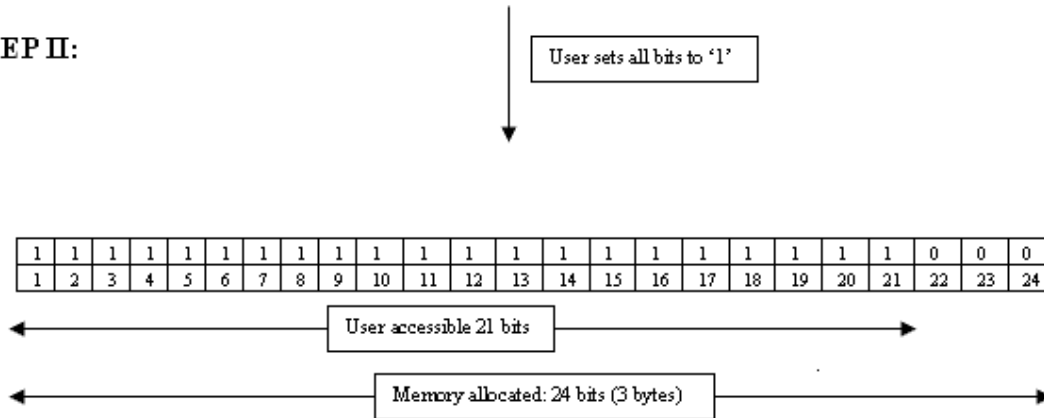 EP II:
User sets all bits to ‘1’
1 1 1 1 1 1 1 1 1 1 1 1 1 1 1 1 1 1 1 1 1 0 0 0
1 2 3 4 5 6 7 8 9 10 11 12 13 14 15 16 17 18 19 20 21 22 23 24
User accessible 21 bits
Memory allocated: 24 bits (3 bytes)